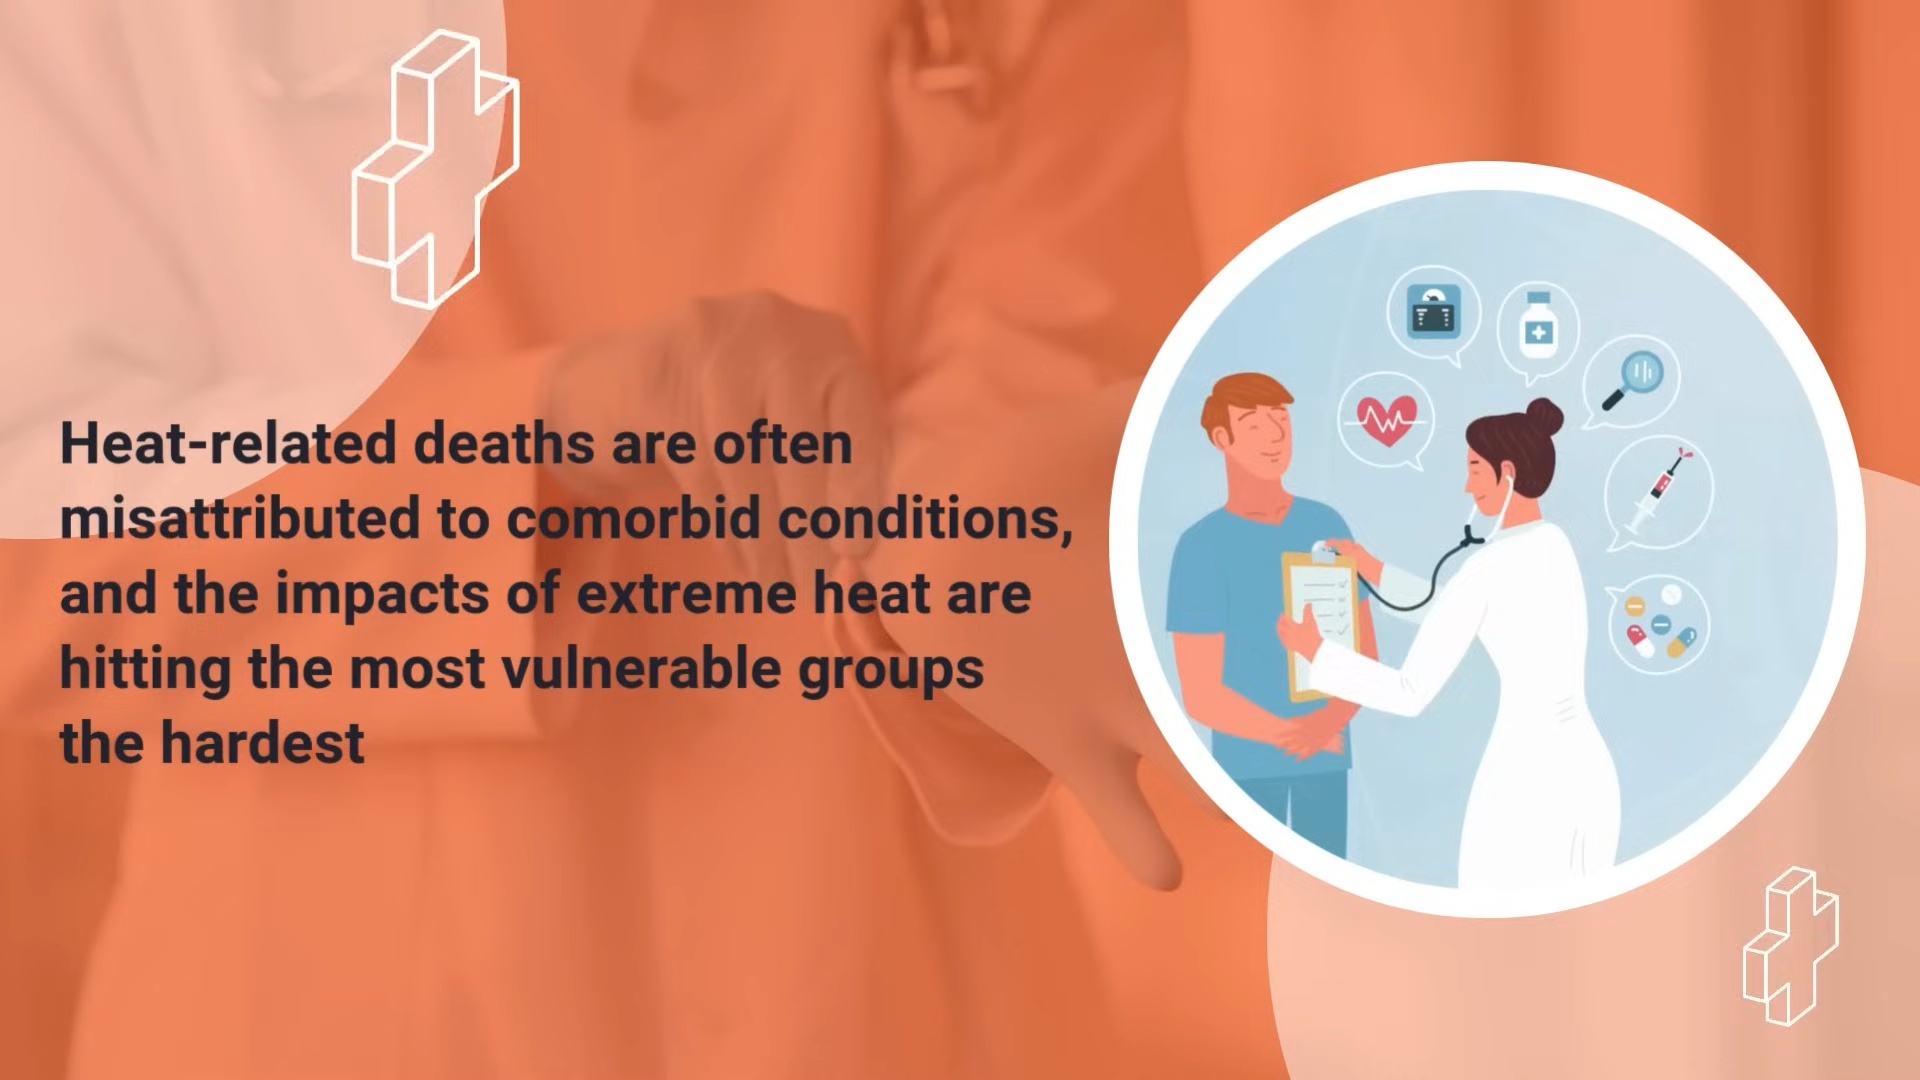 Heat-related deaths are often
misattributed to comorbid conditions,
and the impacts of extreme heat are
hitting the most vulnerable groups
the hardest